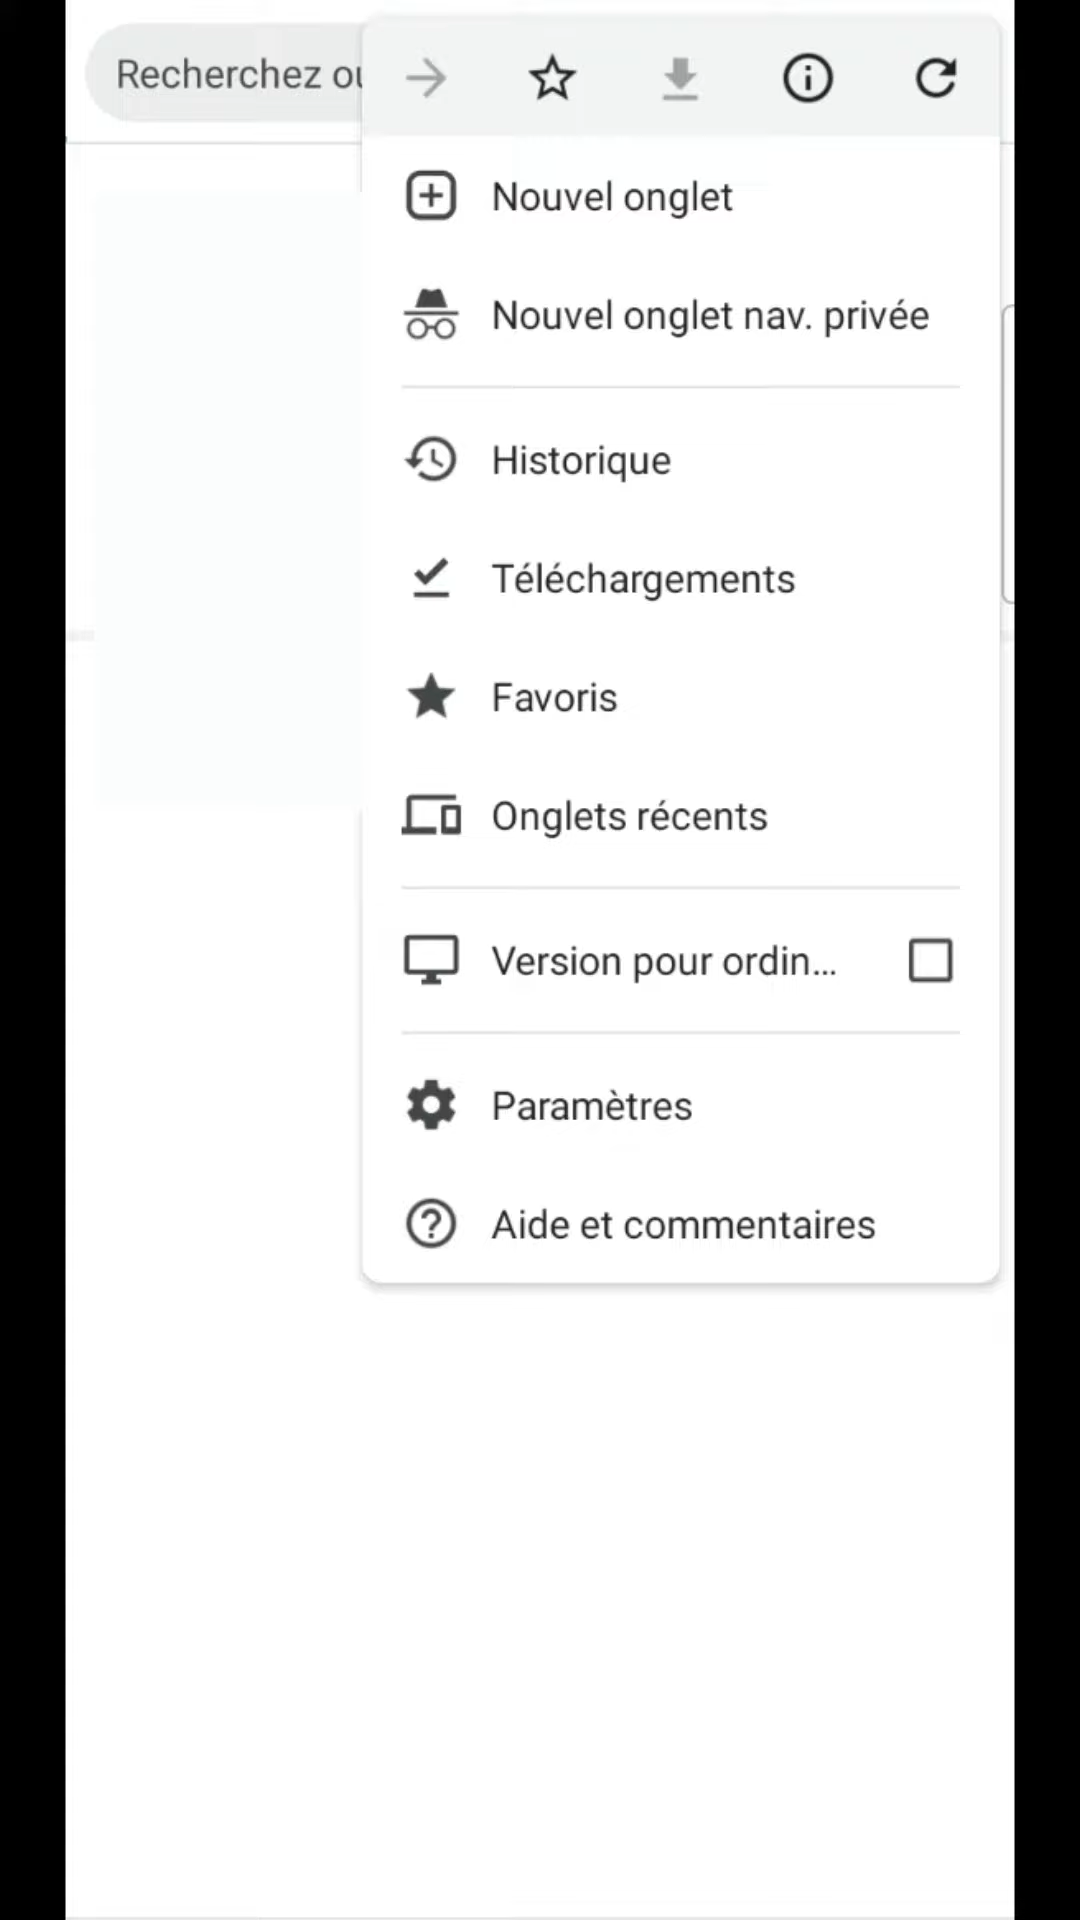 Recherchez ou
Nouvel onglet
Nouvel onglet nav. privée
Historique
Téléchargements
Favoris
Onglets récents
Version pour ordin...
Paramètres
Aide et commentaires